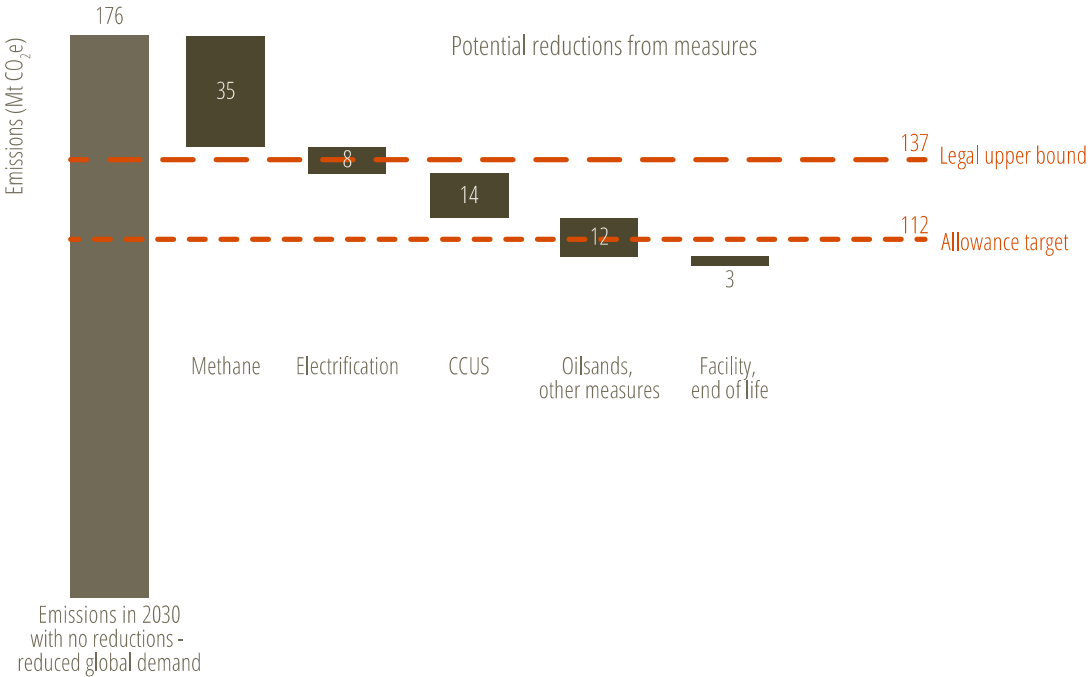 176
Emissions (Mt CO₂e)
Potential reductions from measures
35
8
14
12
3
137
Legal upper bound
112
Allowance target
Methane
Electrification
CCUS
Oilsands,
other measures
Facility,
end of life
Emissions in 2030
with no reductions -
reduced global demand